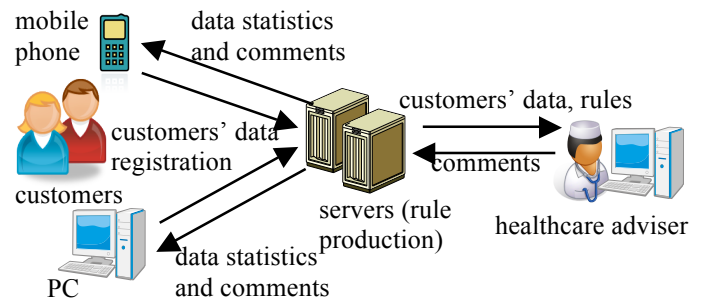 mobile
phone
data statistics
and comments
customers’ data
registration
customers
PC
data statistics
and comments
servers (rule
production)
customers’ data, rules
comments
healthcare adviser